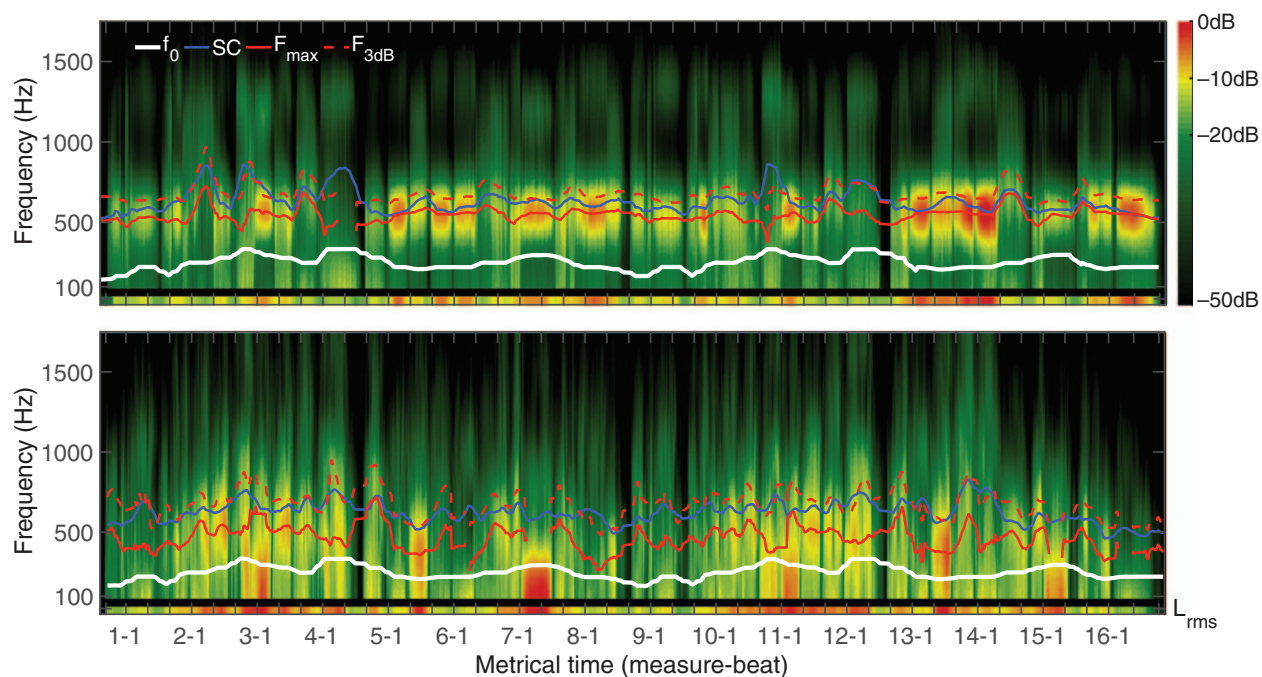 f0 SC Fmax F3dB
Frequency (Hz)
1500
1000
500
100
0dB
−10dB
−20dB
−50dB
Frequency (Hz)
1500
1000
500
100
Lrms
1-1 2-1 3-1 4-1 5-1 6-1 7-1 8-1 9-1 10-1 11-1 12-1 13-1 14-1 15-1 16-1
Metrical time (measure-beat)